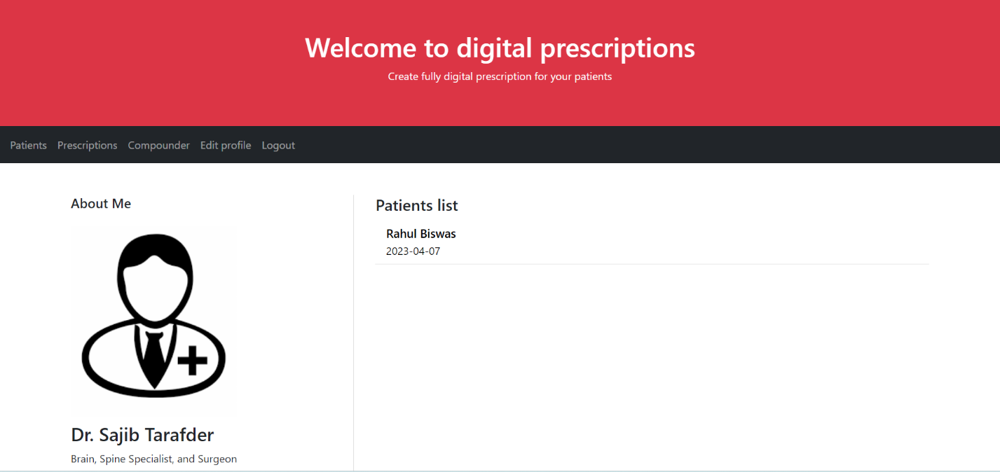 Welcome to digital prescriptions
Create fully digital prescription for your patients
Patients Prescriptions Compounder Edit profile Logout
About Me
Dr. Sajib Tarafder
Brain, Spine Specialist, and Surgeon
Patients list
Rahul Biswas
2023-04-07